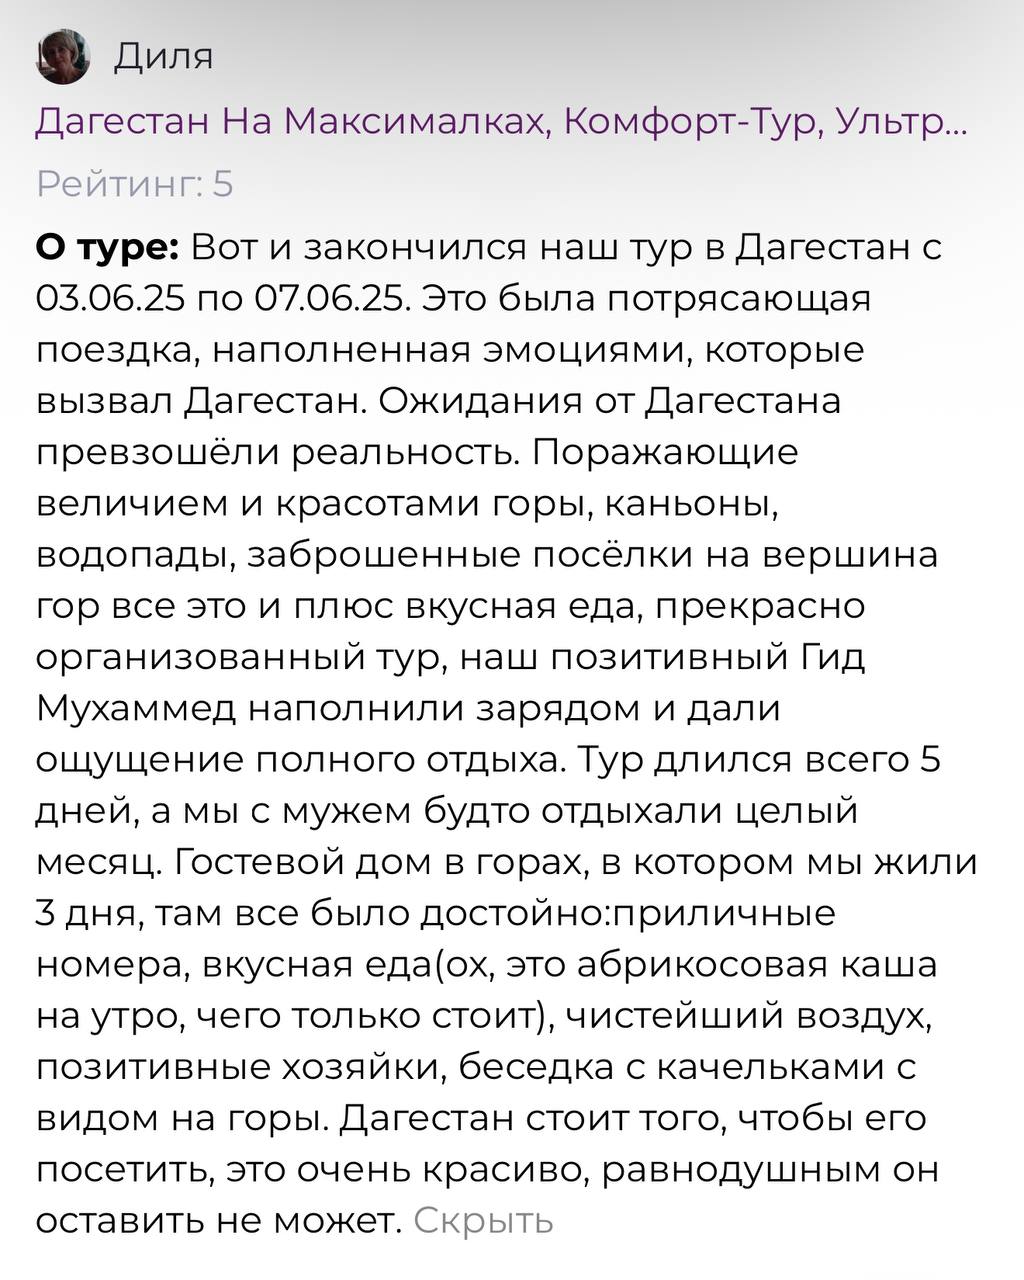 Диля
Дагестан На Максималках, Комфорт-Тур, Ультр...
Рейтинг: 5
О туре: Вот и закончился наш тур в Дагестан с
03.06.25 по 07.06.25. Это была потрясающая
поездка, наполненная эмоциями, которые
вызвал Дагестан. Ожидания от Дагестана
превзошёли реальность. Поражающие
величием и красотами горы, каньоны,
водопады, заброшенные посёлки на вершина
гор все это и плюс вкусная еда, прекрасно
организованный тур, наш позитивный Гид
Мухаммед наполнили зарядом и дали
ощущение полного отдыха. Тур длился всего 5
дней, а мы с мужем будто отдыхали целый
месяц. Гостевой дом в горах, в котором мы жили
3 дня, там все было достойно:приличные
номера, вкусная еда(ох, это абрикосовая каша
на утро, чего только стоит), чистейший воздух,
позитивные хозяйки, беседка с качельками с
видом на горы. Дагестан стоит того, чтобы его
посетить, это очень красиво, равнодушным он
оставить не может. Скрыть